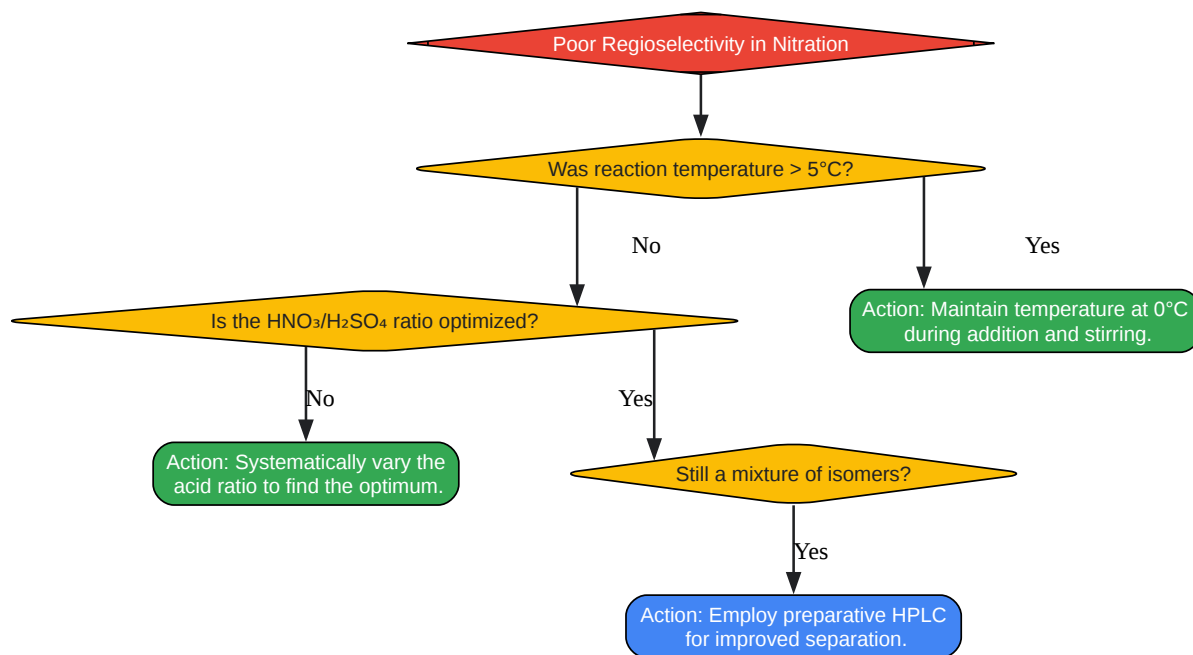 Poor Regioselectivity in Nitration
Was reaction temperature > 5°C?
No
Yes
Action: Maintain temperature at 0°C
during addition and stirring.
Is the HNO₃/H₂SO₄ ratio optimized?
No
Yes
Action: Systematically vary the
acid ratio to find the optimum.
Still a mixture of isomers?
Yes
Action: Employ preparative HPLC
for improved separation.